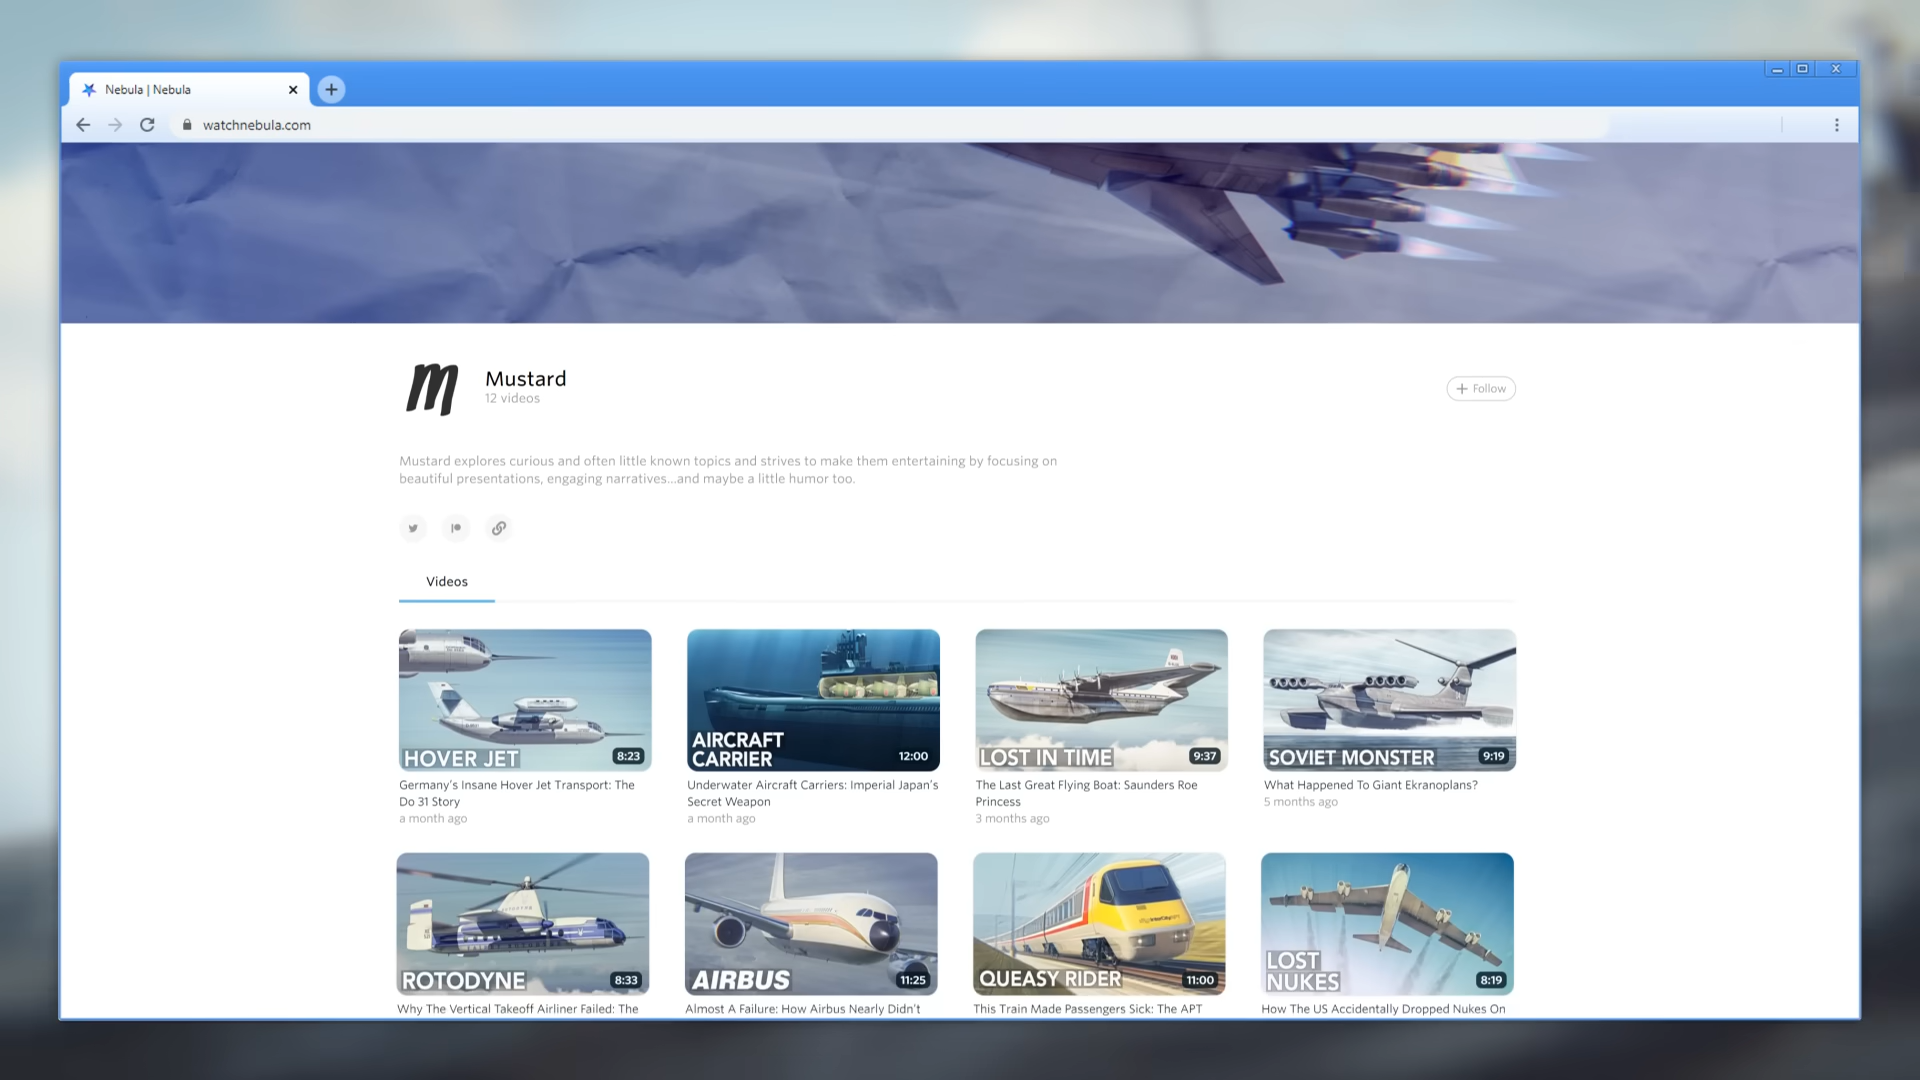 Nebula | Nebula
watchnebula.com
Mustard
12 videos
+ Follow
Mustard explores curious and often little known topics and strives to make them entertaining by focusing on
beautiful presentations, engaging narratives...and maybe a little humor too.
Videos
HOVER JET
8:23
AIRCRAFT
CARRIER
12:00
LOST IN TIME
9:37
SOVIET MONSTER
9:19
Germany's Insane Hover Jet Transport: The
Do 31 Story
a month ago
Underwater Aircraft Carriers: Imperial Japan's
Secret Weapon
a month ago
The Last Great Flying Boat: Saunders Roe
Princess
3 months ago
What Happened To Giant Ekranoplans?
5 months ago
ROTODYNE
8:33
AIRBUS
11:25
QUEASY RIDER
11:00
LOST
NUKES
8:19
Why The Vertical Takeoff Airliner Failed: The
Almost A Failure: How Airbus Nearly Didn't
This Train Made Passengers Sick: The APT
How The US Accidentally Dropped Nukes On